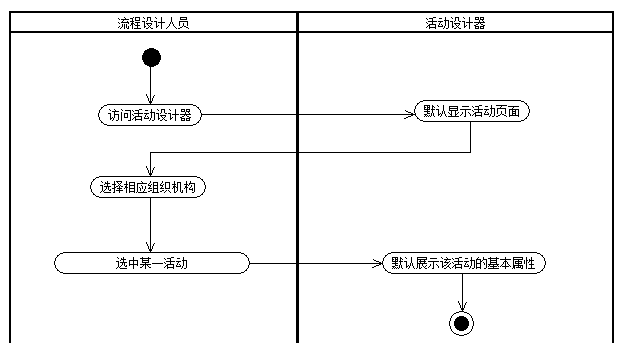 流程设计人员
活动设计器
访问活动设计器
默认显示活动页面
选择相应组织机构
选中某一活动
默认展示该活动的基本属性